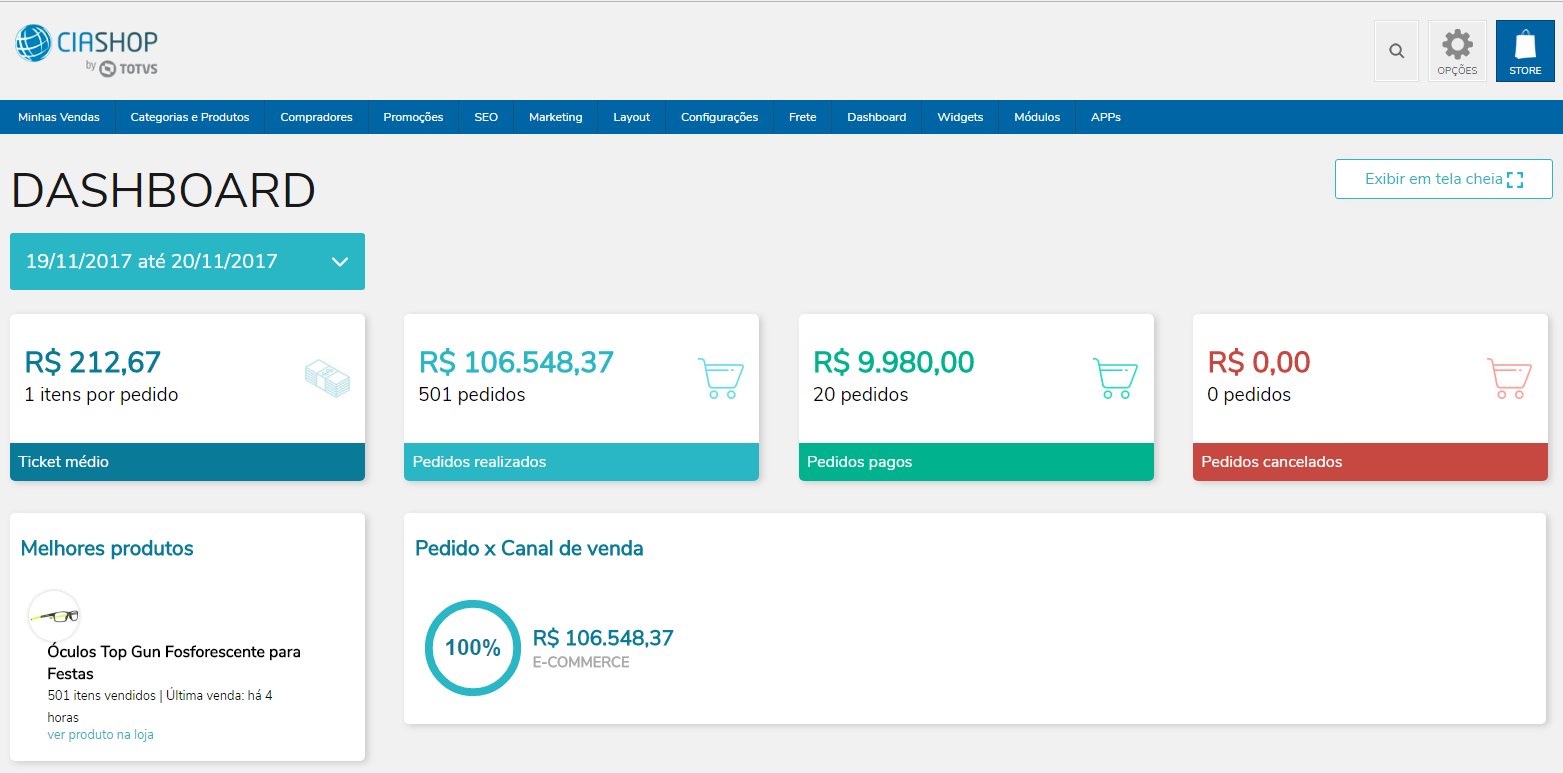 CIASHOP
by TOTVS
OPÇÕES
STORE
Minhas Vendas Categorias e Produtos Compradores Promoções SEO Marketing Layout Configurações Frete Dashboard Widgets Módulos APPs
DASHBOARD
Exibir em tela cheia
19/11/2017 até 20/11/2017
R$ 212,67
1 itens por pedido
Ticket médio
R$ 106.548,37
501 pedidos
Pedidos realizados
R$ 9.980,00
20 pedidos
Pedidos pagos
R$ 0,00
0 pedidos
Pedidos cancelados
Melhores produtos
Óculos Top Gun Fosforescente para
Festas
501 itens vendidos | Última venda: há 4
horas
ver produto na loja
Pedido x Canal de venda
100%
R$ 106.548,37
E-COMMERCE